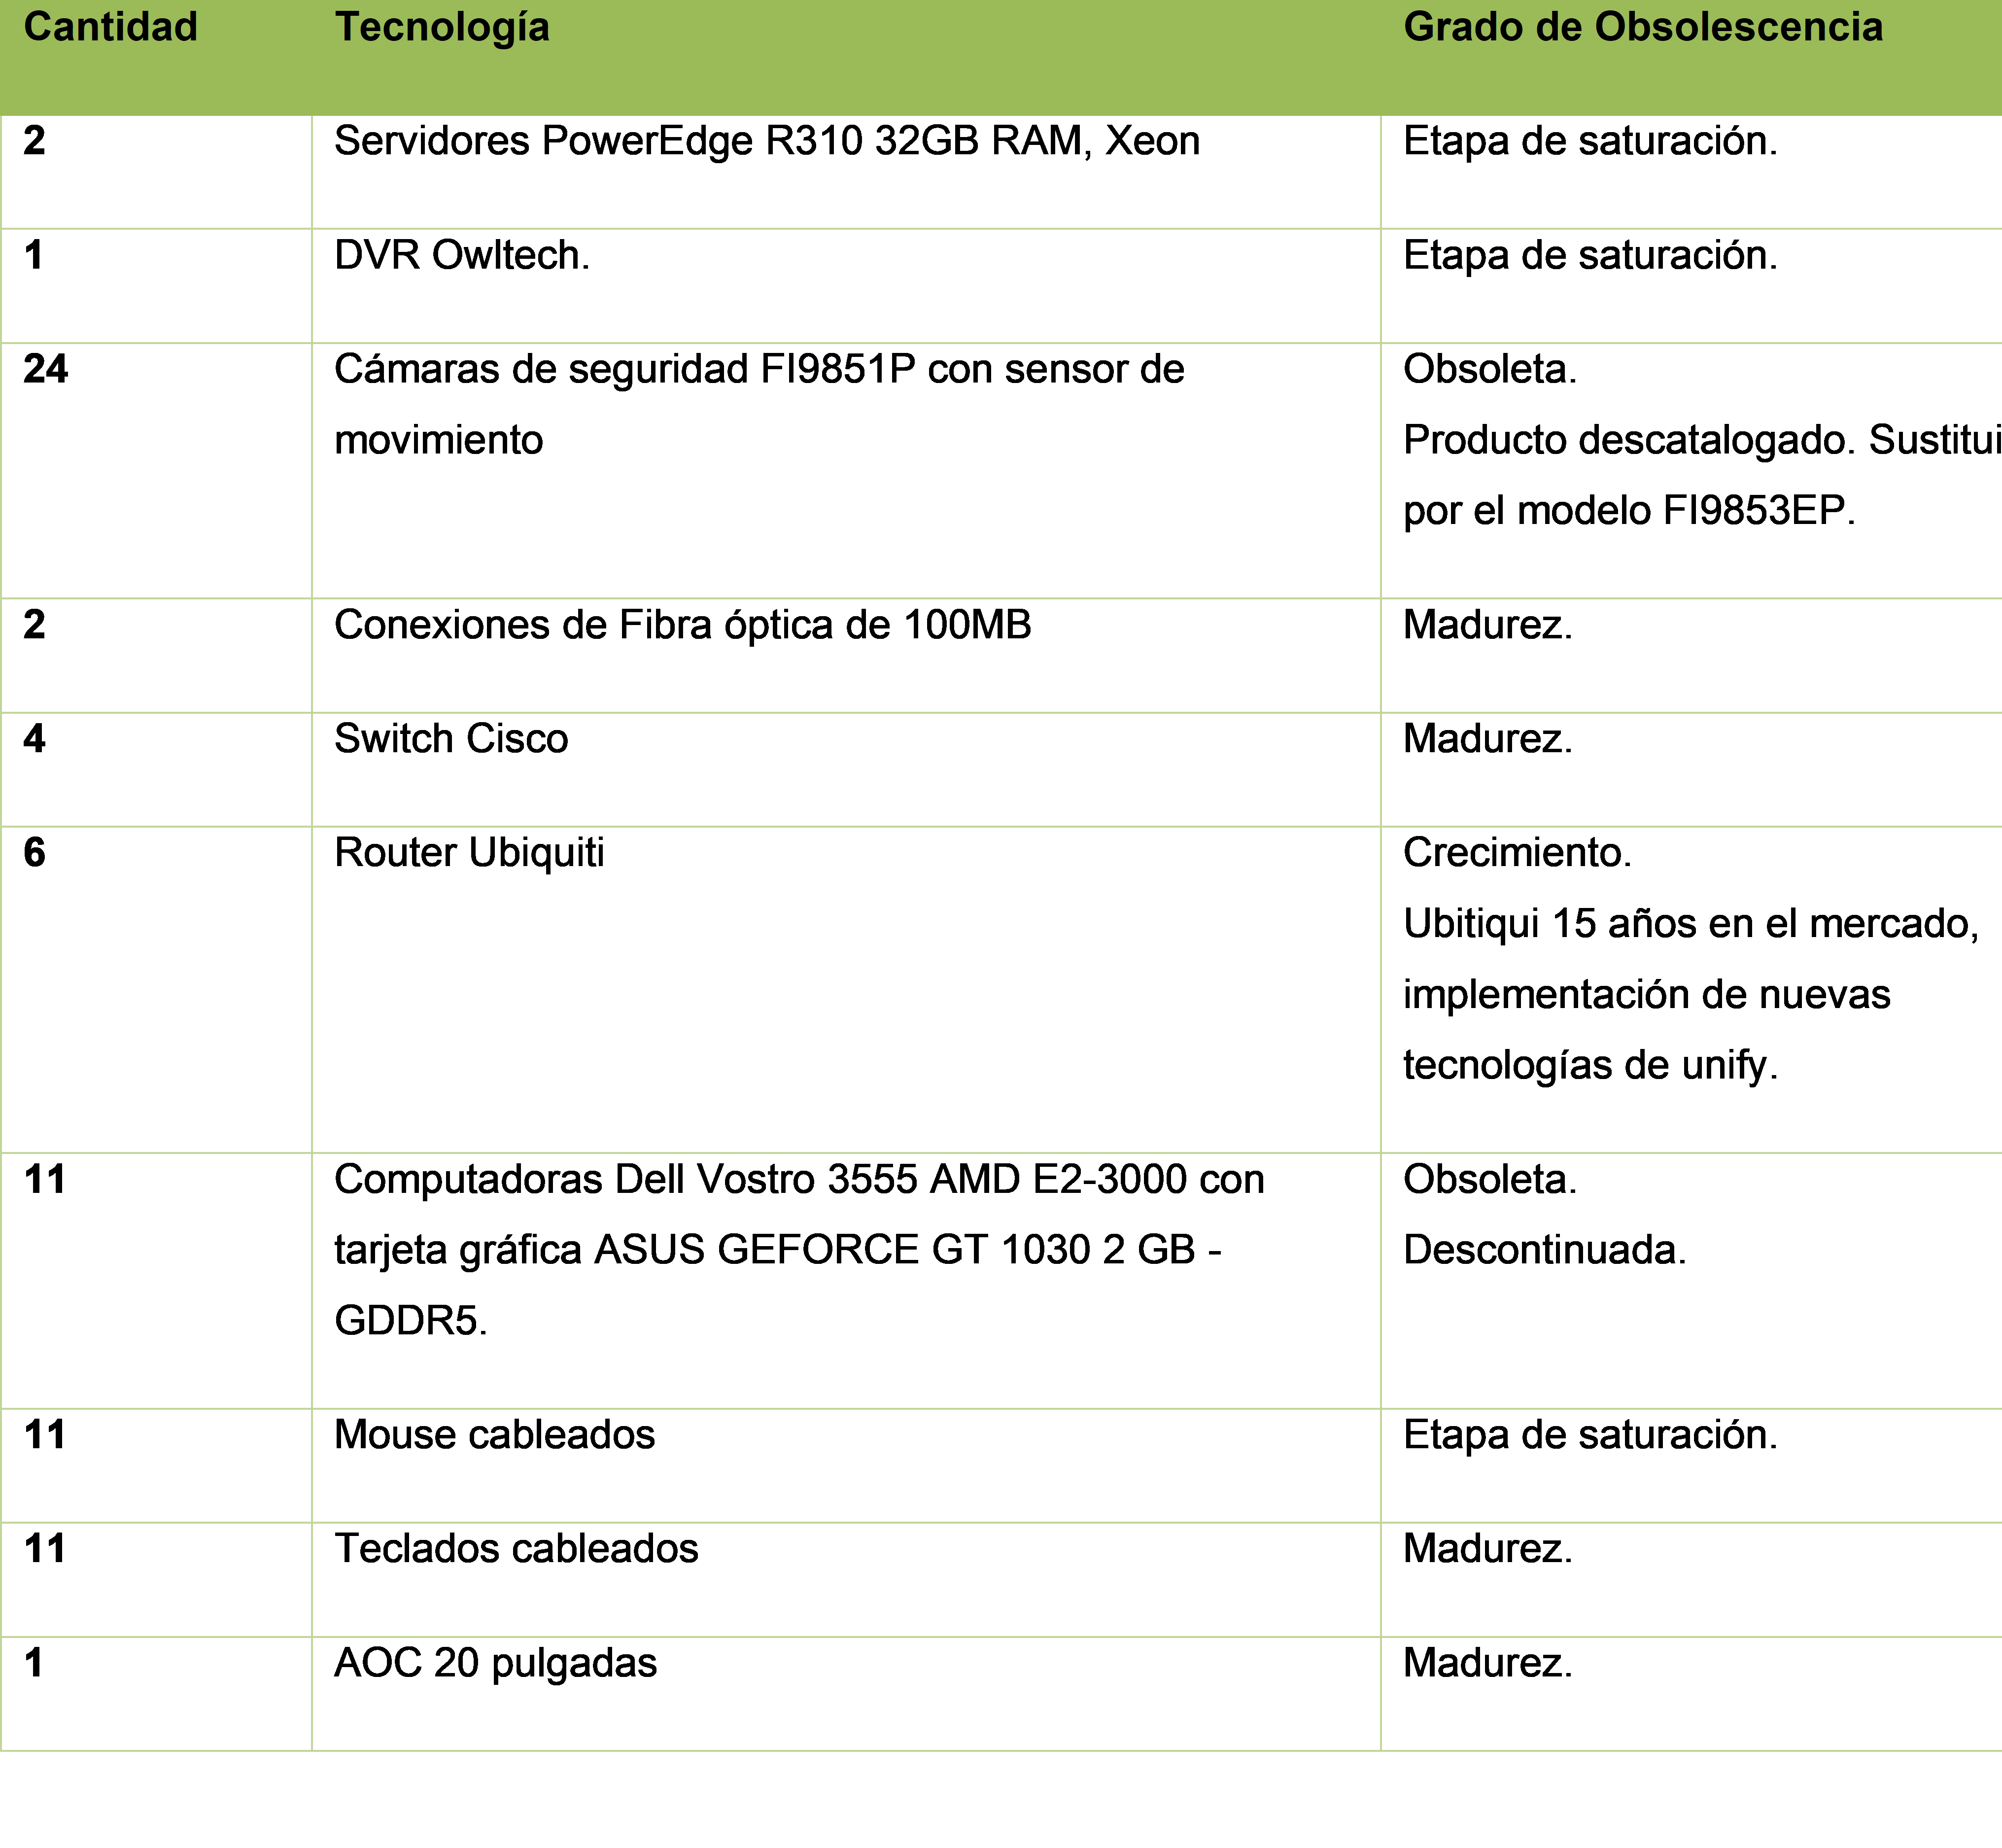 Cantidad Tecnología Grado de Obsolescencia
2 Servidores PowerEdge R310 32GB RAM, Xeon Etapa de saturación.
1 DVR Owltech. Etapa de saturación.
24 Cámaras de seguridad FI9851P con sensor de Obsoleta.
movimiento Producto descatalogado. Sustitui
por el modelo FI9853EP.
2 Conexiones de Fibra óptica de 100MB Madurez.
4 Switch Cisco Madurez.
6 Router Ubiquiti Crecimiento.
Ubitiqui 15 años en el mercado,
implementación de nuevas
tecnologías de unify.
11 Computadoras Dell Vostro 3555 AMD E2-3000 con Obsoleta.
tarjeta gráfica ASUS GEFORCE GT 1030 2 GB - Descontinuada.
GDDR5.
11 Mouse cableados Etapa de saturación.
11 Teclados cableados Madurez.
1 AOC 20 pulgadas Madurez.